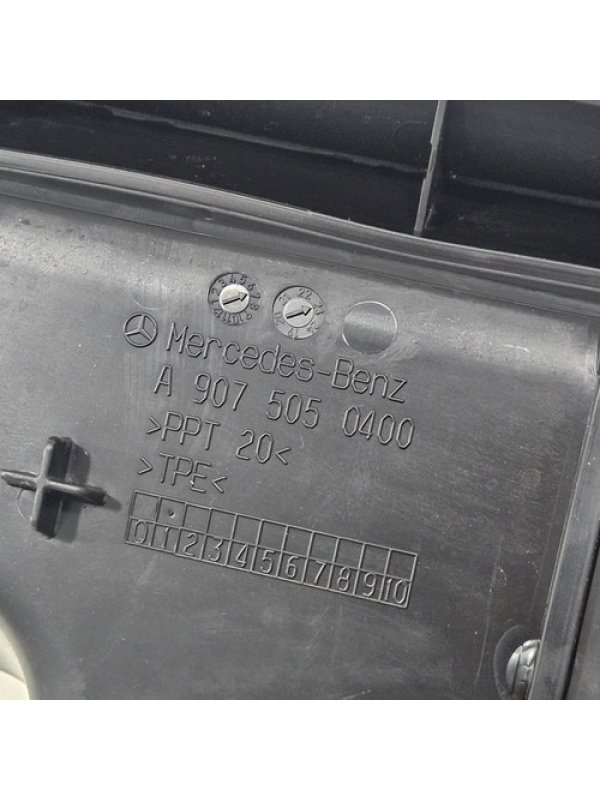 Mercedes-Benz
A 907 505 0400
>PPT 20<
>TPE<
0 1 2 3 4 5 6 7 8 9 10